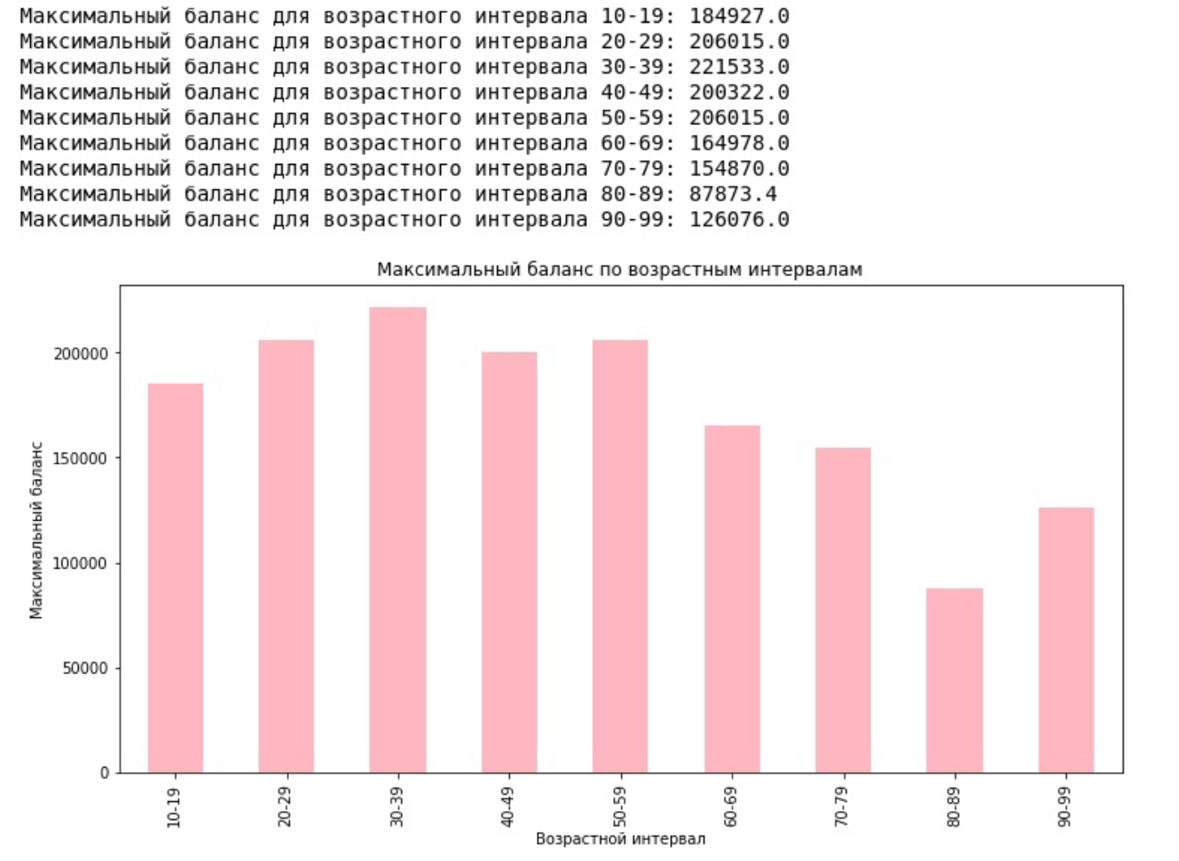 Максимальный баланс для возрастного интервала 10-19: 184927.0
Максимальный баланс для возрастного интервала 20-29: 206015.0
Максимальный баланс для возрастного интервала 30-39: 221533.0
Максимальный баланс для возрастного интервала 40-49: 200322.0
Максимальный баланс для возрастного интервала 50-59: 206015.0
Максимальный баланс для возрастного интервала 60-69: 164978.0
Максимальный баланс для возрастного интервала 70-79: 154870.0
Максимальный баланс для возрастного интервала 80-89: 87873.4
Максимальный баланс для возрастного интервала 90-99: 126076.0
Максимальный баланс по возрастным интервалам
Максимальный баланс
200000
150000
100000
50000
0
10-19
20-29
30-39
40-49
50-59
60-69
70-79
80-89
90-99
Возрастной интервал